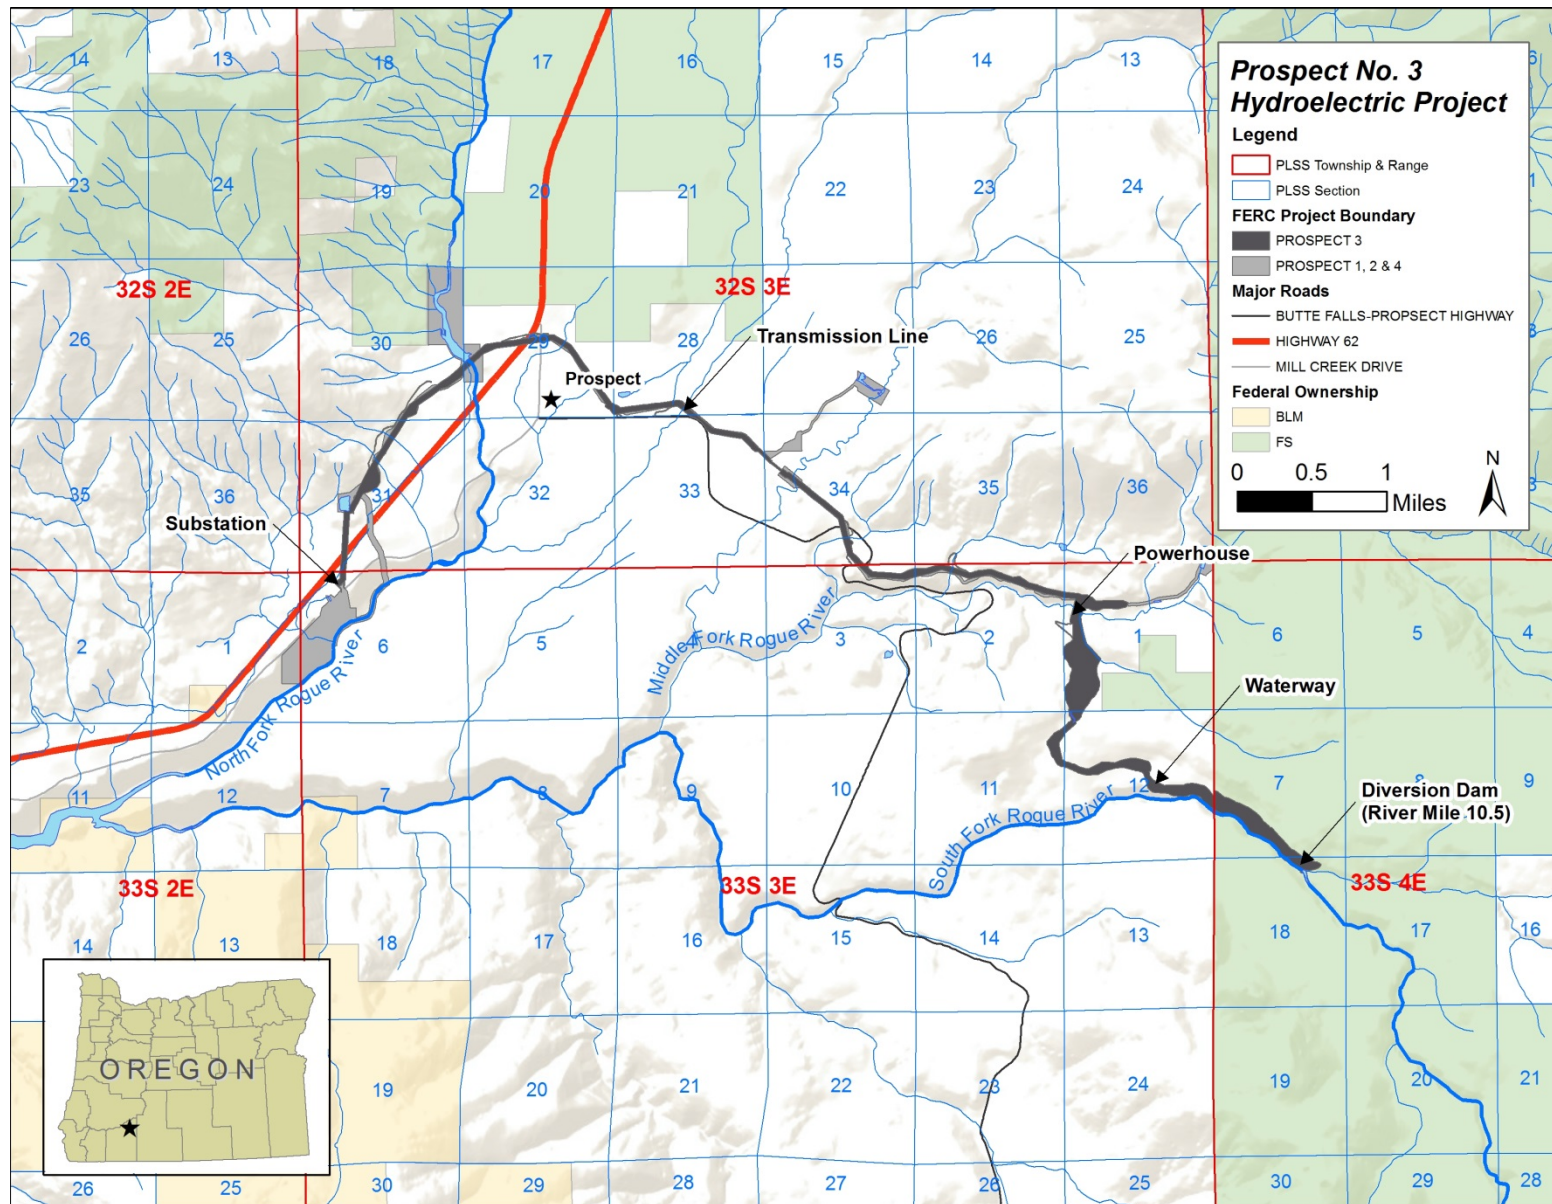 14
13
18
17
16
15
14
13
23
24
19
20
21
22
23
24
32S 2E
32S 3E
26
25
30
29
28
26
25
Transmission Line
Prospect
35
36
31
32
33
34
35
36
Substation
Powerhouse
2
1
6
5
4
3
2
1
6
5
4
Middle Fork Rogue River
North Fork Rogue River
Waterway
11
12
7
8
9
10
11
12
7
8
9
South Fork Rogue River
Diversion Dam
(River Mile 10.5)
33S 2E
33S 3E
33S 4E
14
13
18
17
16
15
14
13
18
17
16
19
20
21
22
23
24
19
20
21
26
25
30
29
28
27
26
25
30
29
28
Prospect No. 3
Hydroelectric Project
Legend
PLSS Township & Range
PLSS Section
FERC Project Boundary
PROSPECT 3
PROSPECT 1, 2 & 4
Major Roads
BUTTE FALLS-PROPSECT HIGHWAY
HIGHWAY 62
MILL CREEK DRIVE
Federal Ownership
BLM
FS
0 0.5 1
Miles
N
OREGON